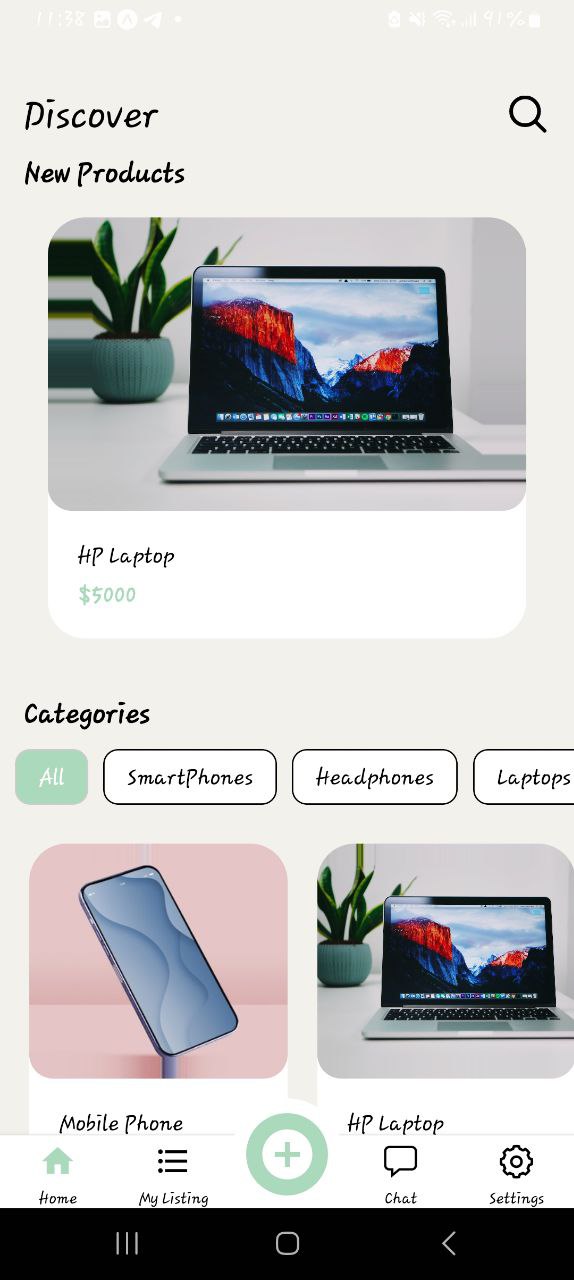 11:38 91%
Discover
New Products
HP Laptop
$5000
Categories
All SmartPhones Headphones Laptops
Mobile Phone HP Laptop
Home My Listing Chat Settings